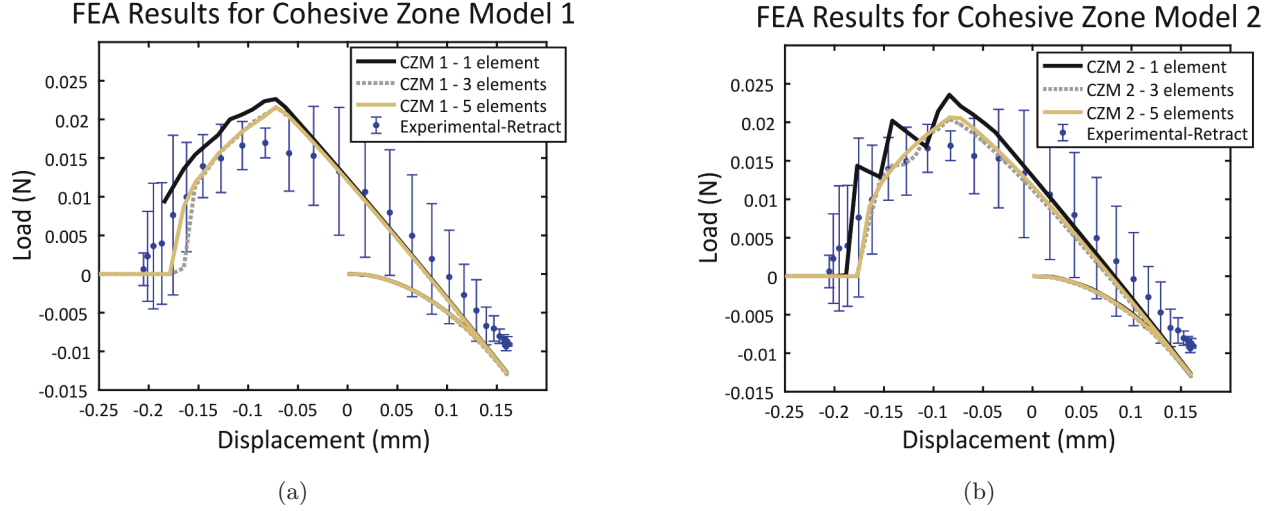 FEA Results for Cohesive Zone Model 1
CZM 1 - 1 element
CZM 1 - 3 elements
CZM 1 - 5 elements
Experimental-Retract
Load (N)
0.025
0.02
0.015
0.01
0.005
0
-0.005
-0.01
-0.015
-0.25
-0.2
-0.15
-0.1
-0.05
0
0.05
0.1
0.15
Displacement (mm)
(a)
FEA Results for Cohesive Zone Model 2
CZM 2 - 1 element
CZM 2 - 3 elements
CZM 2 - 5 elements
Experimental-Retract
Load (N)
0.025
0.02
0.015
0.01
0.005
0
-0.005
-0.01
-0.015
-0.25
-0.2
-0.15
-0.1
-0.05
0
0.05
0.1
0.15
Displacement (mm)
(b)